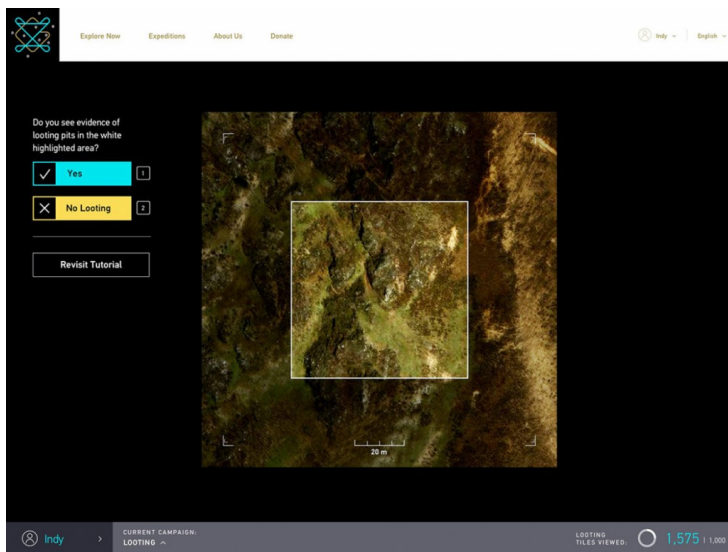 Explore Now Expeditions About Us Donate Indy English
Do you see evidence of
looting pits in the white
highlighted area?
Yes 1
No Looting 2
Revisit Tutorial
20 m
Indy
CURRENT CAMPAIGN:
LOOTING
LOOTING
TILES VIEWED:
1,575 | 1,000